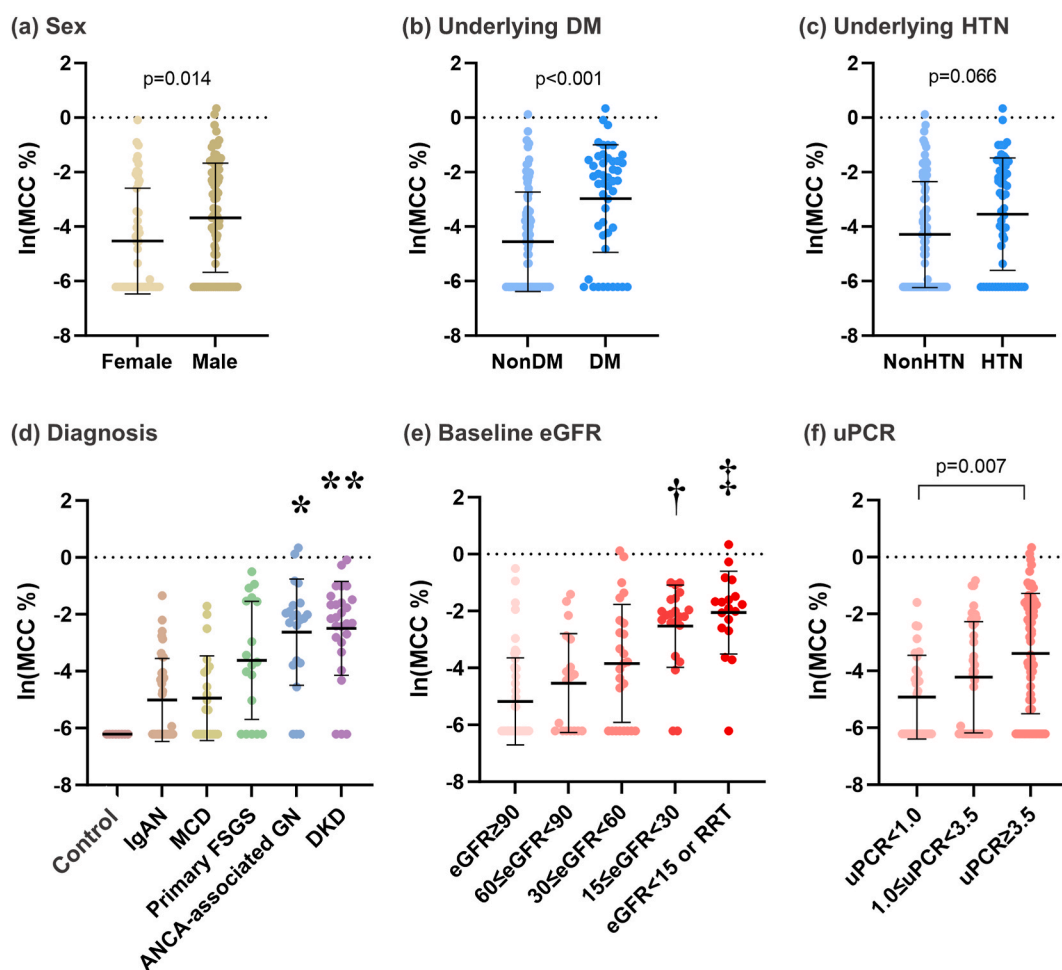 (a) Sex
(b) Underlying DM
(c) Underlying HTN
p=0.014
p<0.001
p=0.066
ln(MCC %)
2
0
-2
-4
-6
-8
Female Male
ln(MCC %)
2
0
-2
-4
-6
-8
NonDM DM
ln(MCC %)
2
0
-2
-4
-6
-8
NonHTN HTN
(d) Diagnosis
* **
ln(MCC %)
2
0
-2
-4
-6
-8
Control
IgAN
MCD
Primary FSGS
ANCA-associated GN
DKD
(e) Baseline eGFR
† ‡
ln(MCC %)
2
0
-2
-4
-6
-8
eGFR≥90
60≤eGFR<90
30≤eGFR<60
15≤eGFR<30
eGFR<15 or RRT
(f) uPCR
p=0.007
ln(MCC %)
2
0
-2
-4
-6
-8
uPCR<1.0
1.0≤uPCR<3.5
uPCR≥3.5